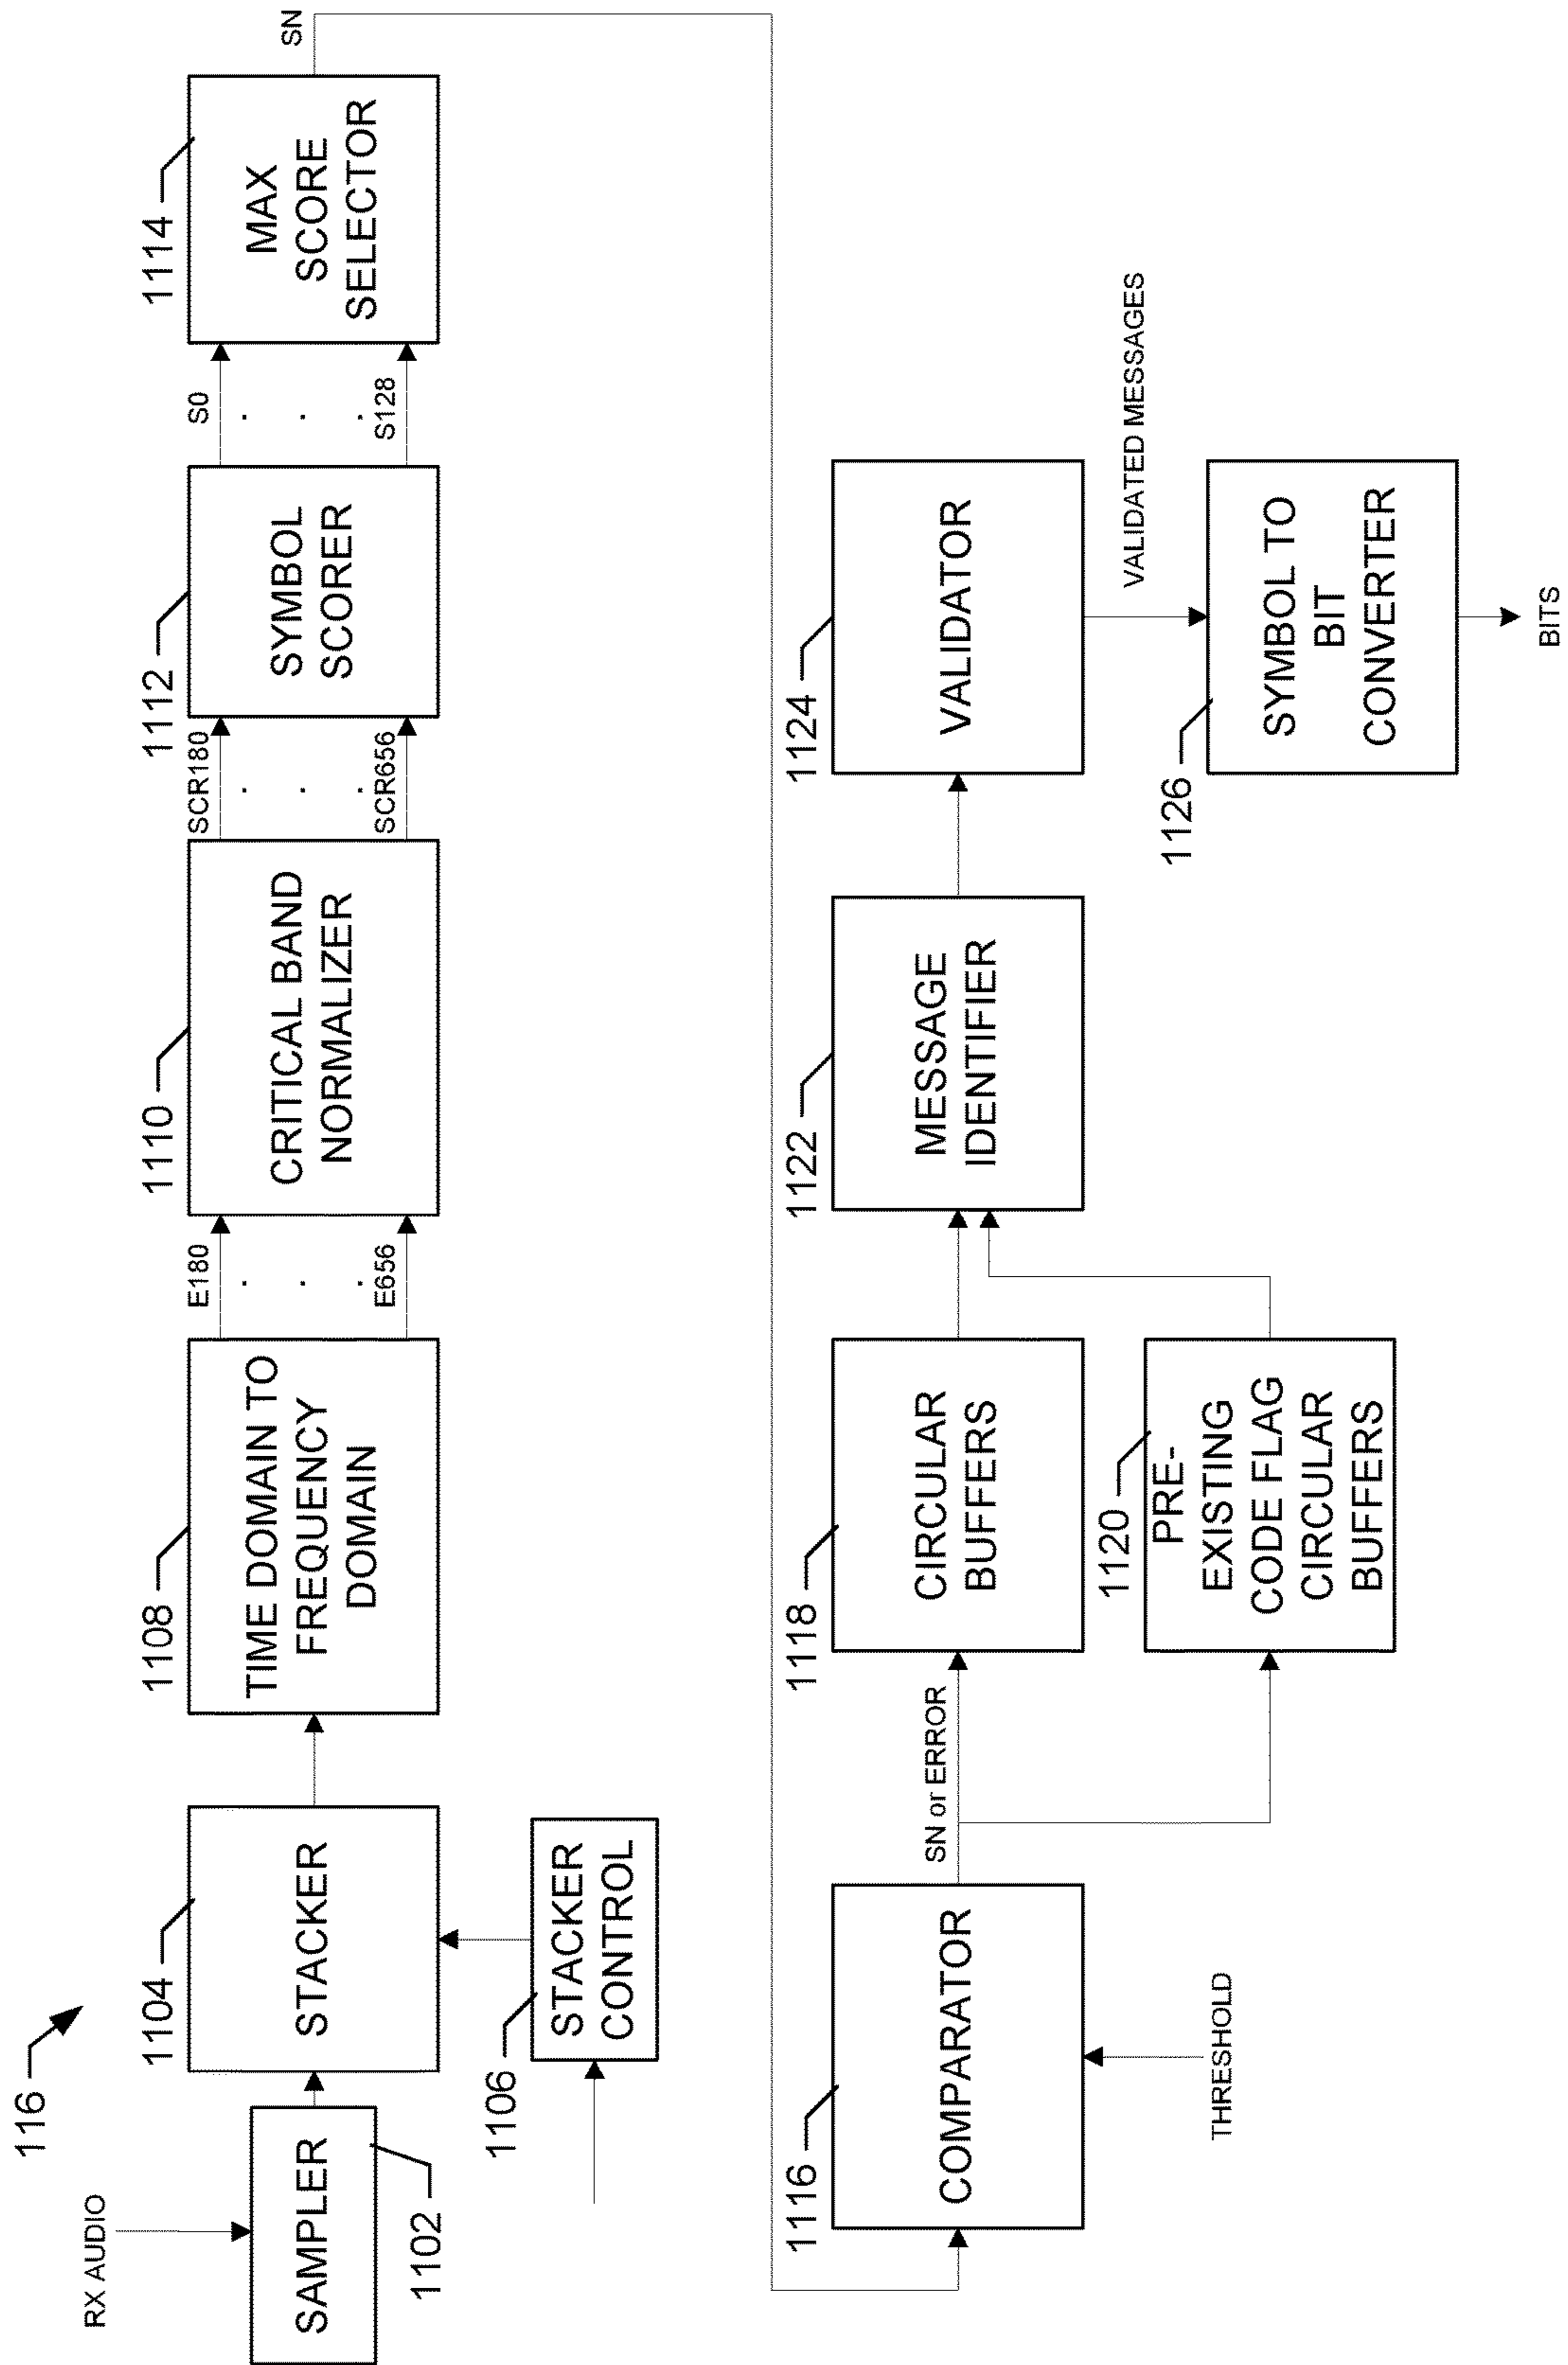 116
RX AUDIO
SAMPLER
1102
1104
STACKER
1106
STACKER
CONTROL
1108
TIME DOMAIN TO
FREQUENCY
DOMAIN
E180
.
.
.
E656
1110
CRITICAL BAND
NORMALIZER
SCR180
.
.
.
SCR656
1112
SYMBOL
SCORER
S0
.
.
.
S128
1114
MAX
SCORE
SELECTOR
SN
1116
COMPARATOR
THRESHOLD
SN or ERROR
1118
CIRCULAR
BUFFERS
1120
PRE-
EXISTING
CODE FLAG
CIRCULAR
BUFFERS
1122
MESSAGE
IDENTIFIER
1124
VALIDATOR
VALIDATED MESSAGES
1126
SYMBOL TO
BIT
CONVERTER
BITS